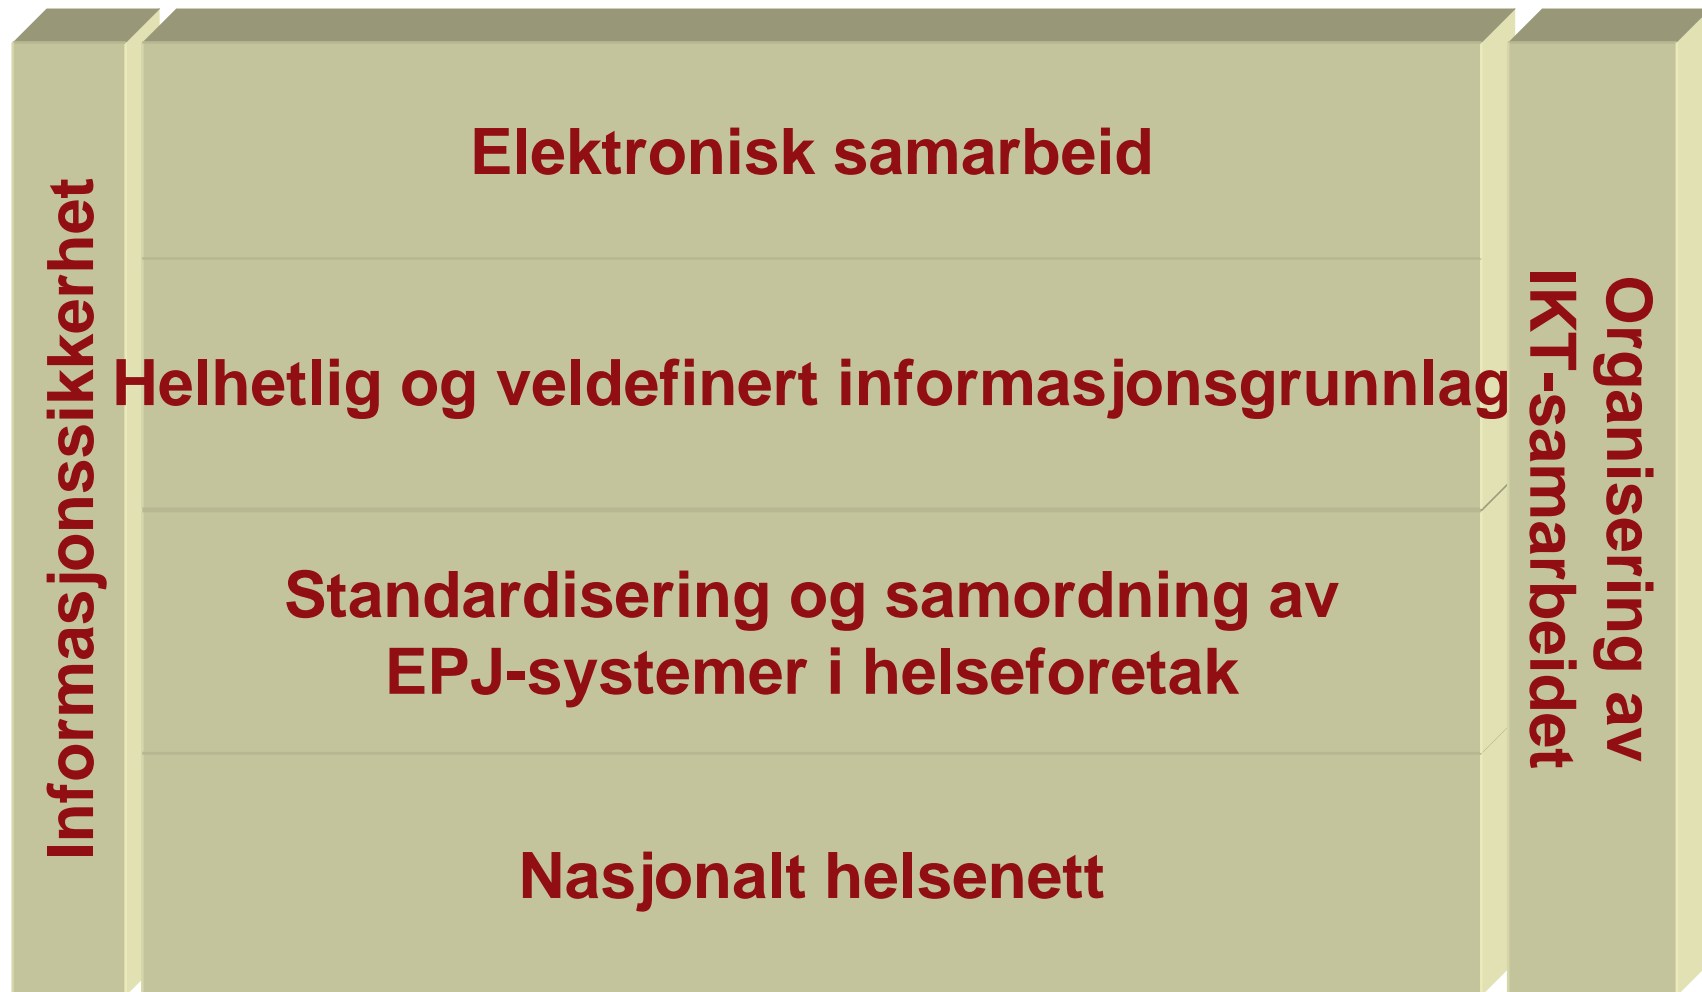 Informasjonssikkerhet
Elektronisk samarbeid
Helhetlig og veldefinert informasjonsgrunnlag
Standardisering og samordning av
EPJ-systemer i helseforetak
Nasjonalt helsenett
Organisering av
IKT-samarbeidet